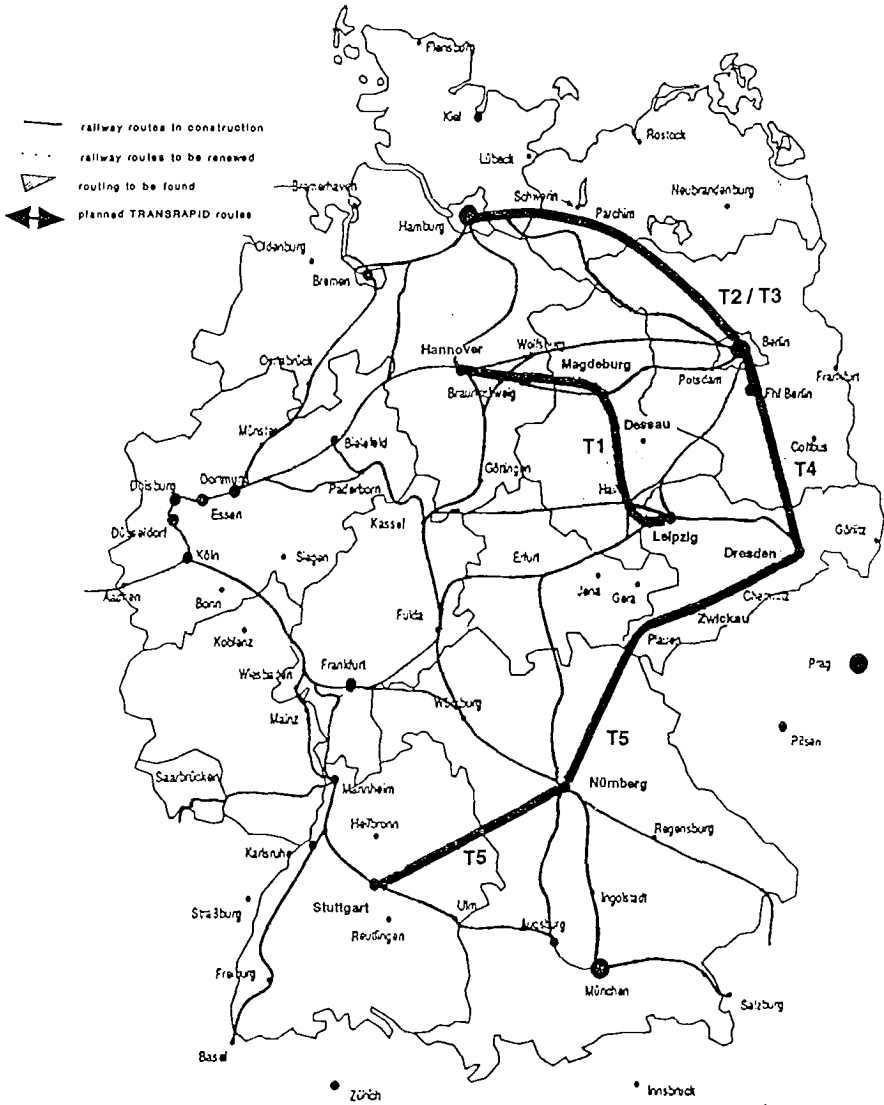 railway routes in construction
railway routes to be renewed
routing to be found
planned TRANSRAPID routes
Flensburg
Kiel
Rostock
Lübeck
Bremerhaven
Schwerin
Neubrandenburg
Parchim
Hamburg
Oldenburg
Bremen
T2 / T3
Wolfsburg
Berlin
Hannover
Magdeburg
Osnabrück
Potsdam
Frankfurt
Braunschweig
Fhf Berlin
Dessau
Münster
Bielefeld
T1
Cottbus
T4
Göttingen
Duisburg
Dortmund
Paderborn
Essen
Kassel
Leipzig
Görlitz
Düsseldorf
Dresden
Köln
Siegen
Erfurt
Jena
Gera
Chemnitz
Aachen
Bonn
Fulda
Zwickau
Koblenz
Plauen
Frankfurt
Prag
Wiesbaden
Würzburg
Mainz
Pilsen
T5
Saarbrücken
Mannheim
Nürnberg
Heilbronn
Regensburg
Karlsruhe
T5
Stuttgart
Ulm
Ingolstadt
Straßburg
Reutlingen
Augsburg
Freiburg
München
Salzburg
Basel
Zürich
Innsbruck